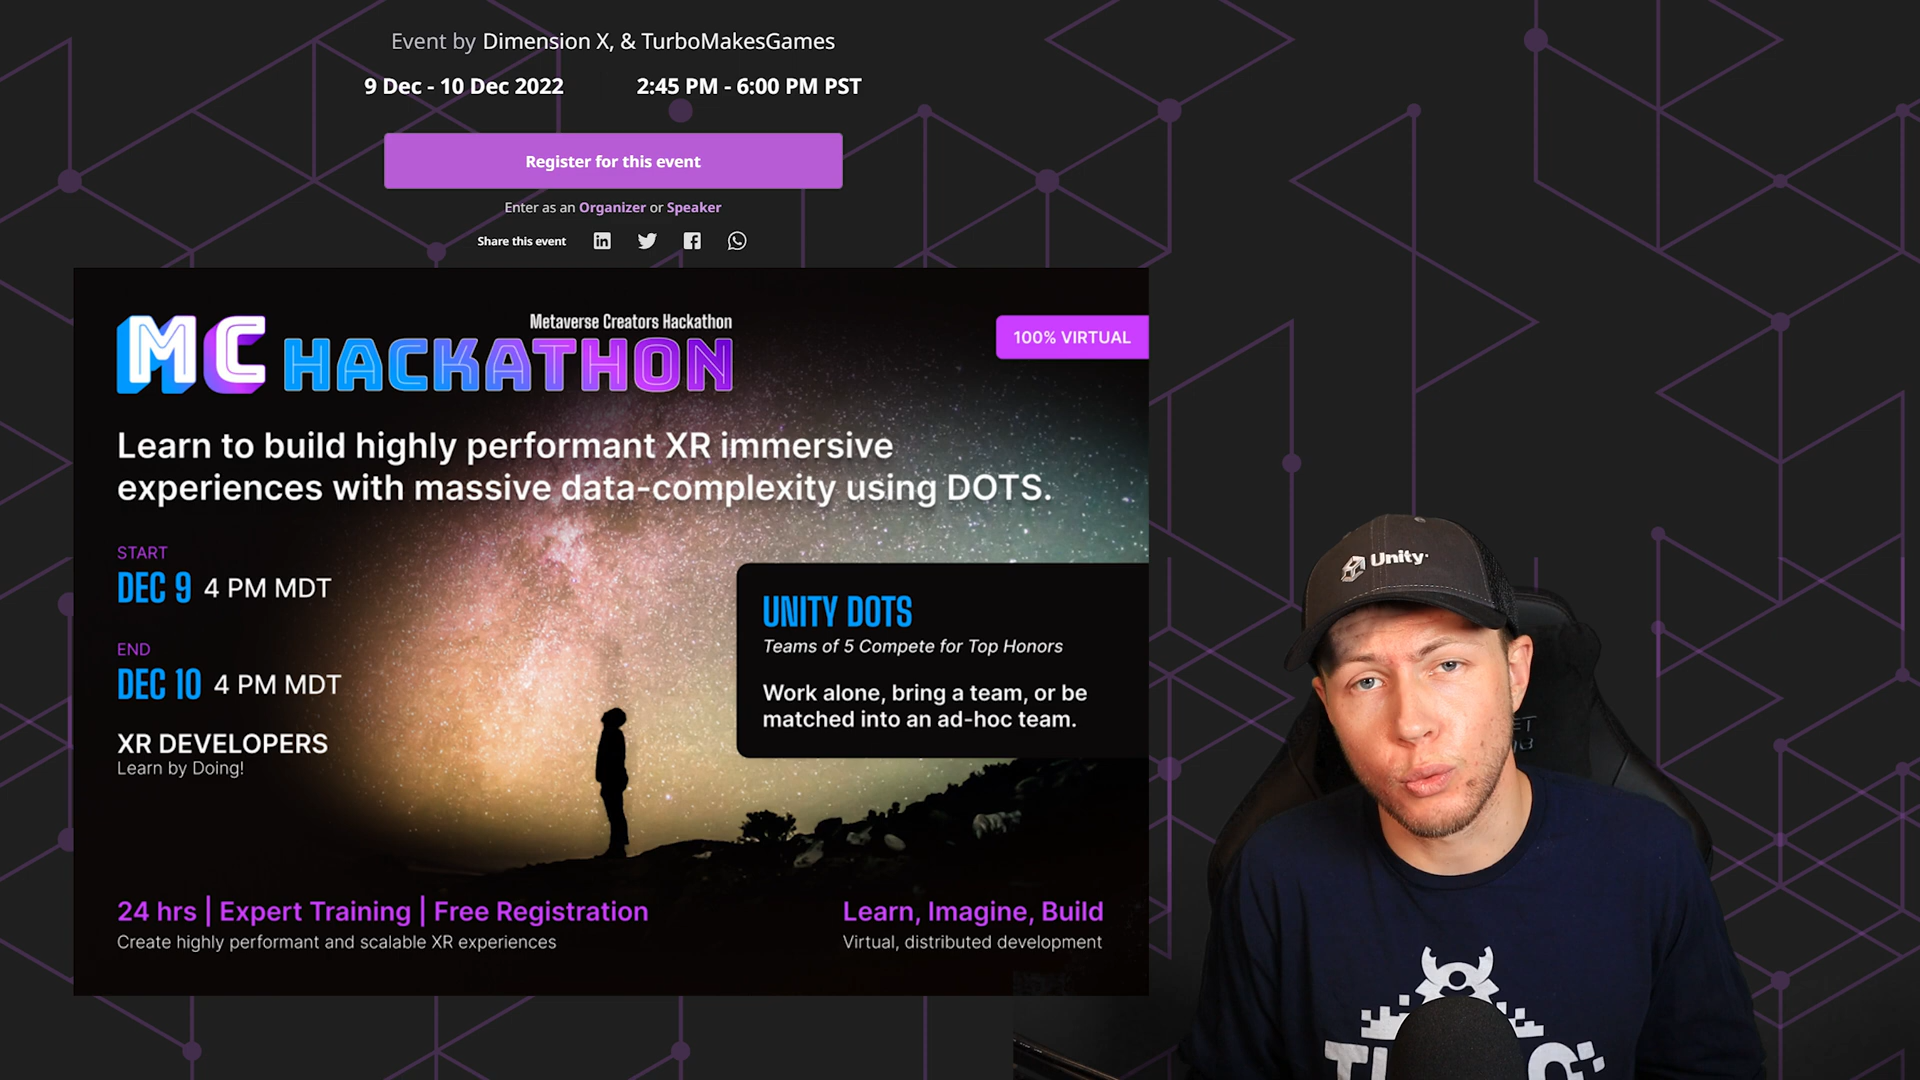 Event by Dimension X, & TurboMakesGames
9 Dec - 10 Dec 2022
2:45 PM - 6:00 PM PST
Register for this event
Enter as an Organizer or Speaker
Share this event
MC HACKATHON
Metaverse Creators Hackathon
100% VIRTUAL
Learn to build highly performant XR immersive
experiences with massive data-complexity using DOTS.
START
DEC 9 4 PM MDT
END
DEC 10 4 PM MDT
XR DEVELOPERS
Learn by Doing!
UNITY DOTS
Teams of 5 Compete for Top Honors
Work alone, bring a team, or be
matched into an ad-hoc team.
24 hrs | Expert Training | Free Registration
Create highly performant and scalable XR experiences
Learn, Imagine, Build
Virtual, distributed development
Unity